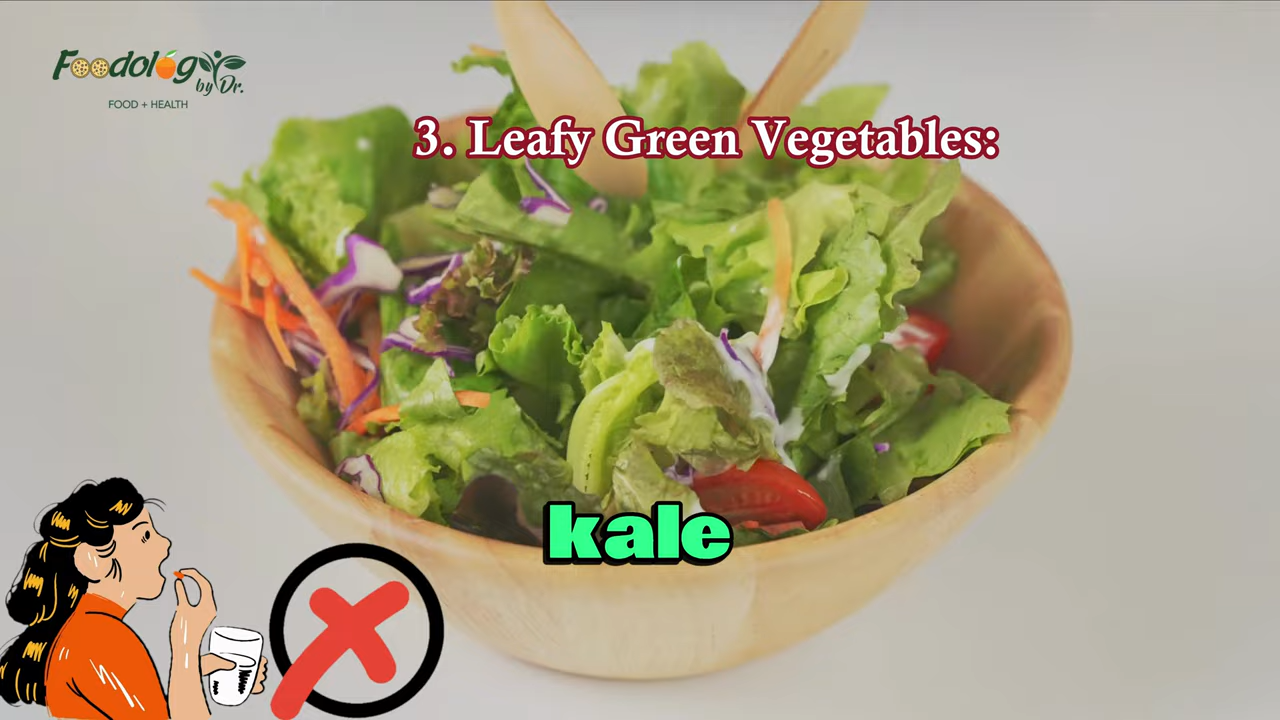 Foodology
by Dr.
FOOD + HEALTH
3. Leafy Green Vegetables:
kale